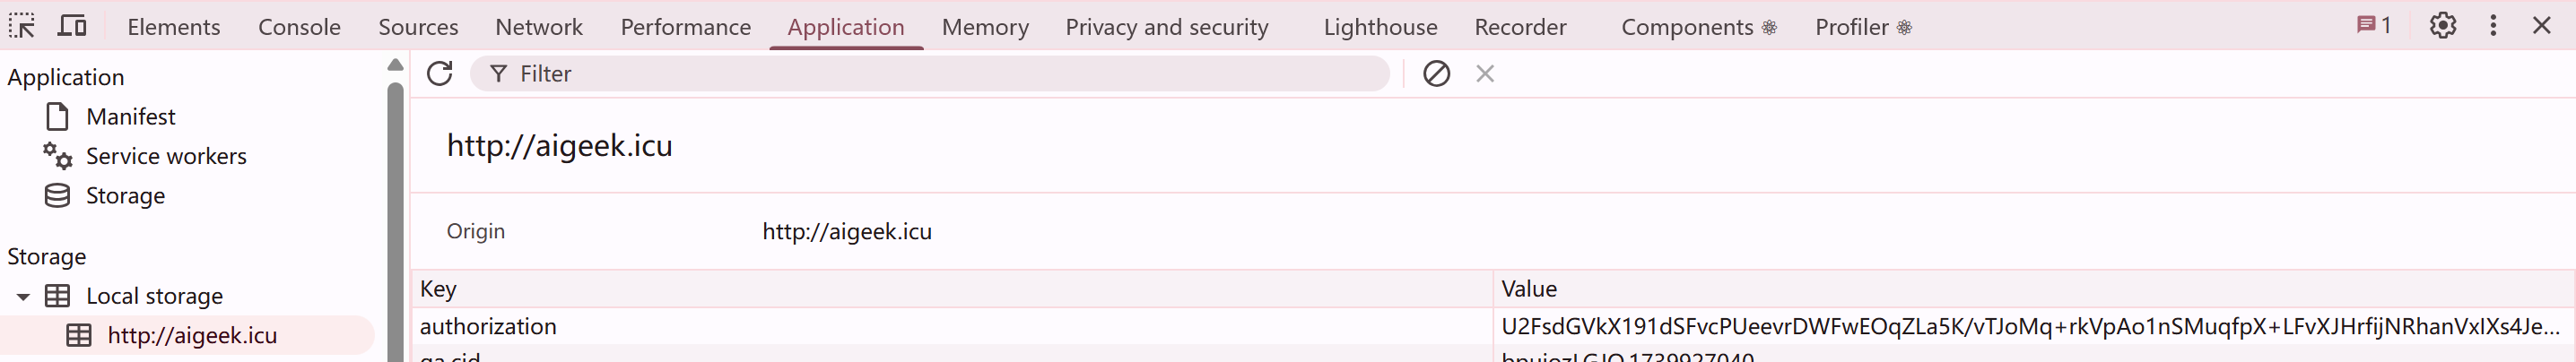 Elements Console Sources Network Performance Application Memory Privacy and security Lighthouse Recorder Components Profiler 1
Application
Manifest
Service workers
Storage
Storage
Local storage
http://aigeek.icu
Filter
http://aigeek.icu
Origin http://aigeek.icu
Key Value
authorization U2FsdGVkX191dSFvcPUeevrDWFwEOqZLa5K/vTJoMq+rkVpAo1nSMuqfpX+LFvXJHrfijNRhanVxIXs4Je...